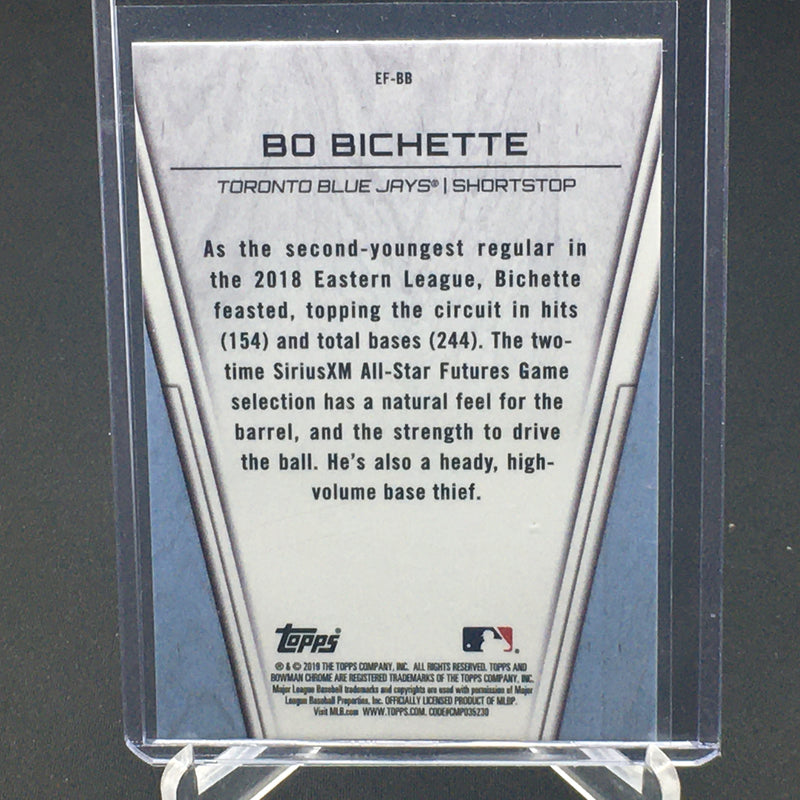 EF-BB
BO BICHETTE
TORONTO BLUE JAYS® | SHORTSTOP
As the second-youngest regular in
the 2018 Eastern League, Bichette
feasted, topping the circuit in hits
(154) and total bases (244). The two-
time SiriusXM All-Star Futures Game
selection has a natural feel for the
barrel, and the strength to drive
the ball. He's also a heady, high-
volume base thief.
Topps®
® & © 2019 THE TOPPS COMPANY, INC. ALL RIGHTS RESERVED. TOPPS AND
BOWMAN CHROME ARE REGISTERED TRADEMARKS OF THE TOPPS COMPANY, INC.
Major League Baseball trademarks and copyrights are used with permission of Major
League Baseball Properties, Inc. OFFICIALLY LICENSED PRODUCT OF MLBP.
Visit MLB.com WWW.TOPPS.COM. CODE#CMP035230